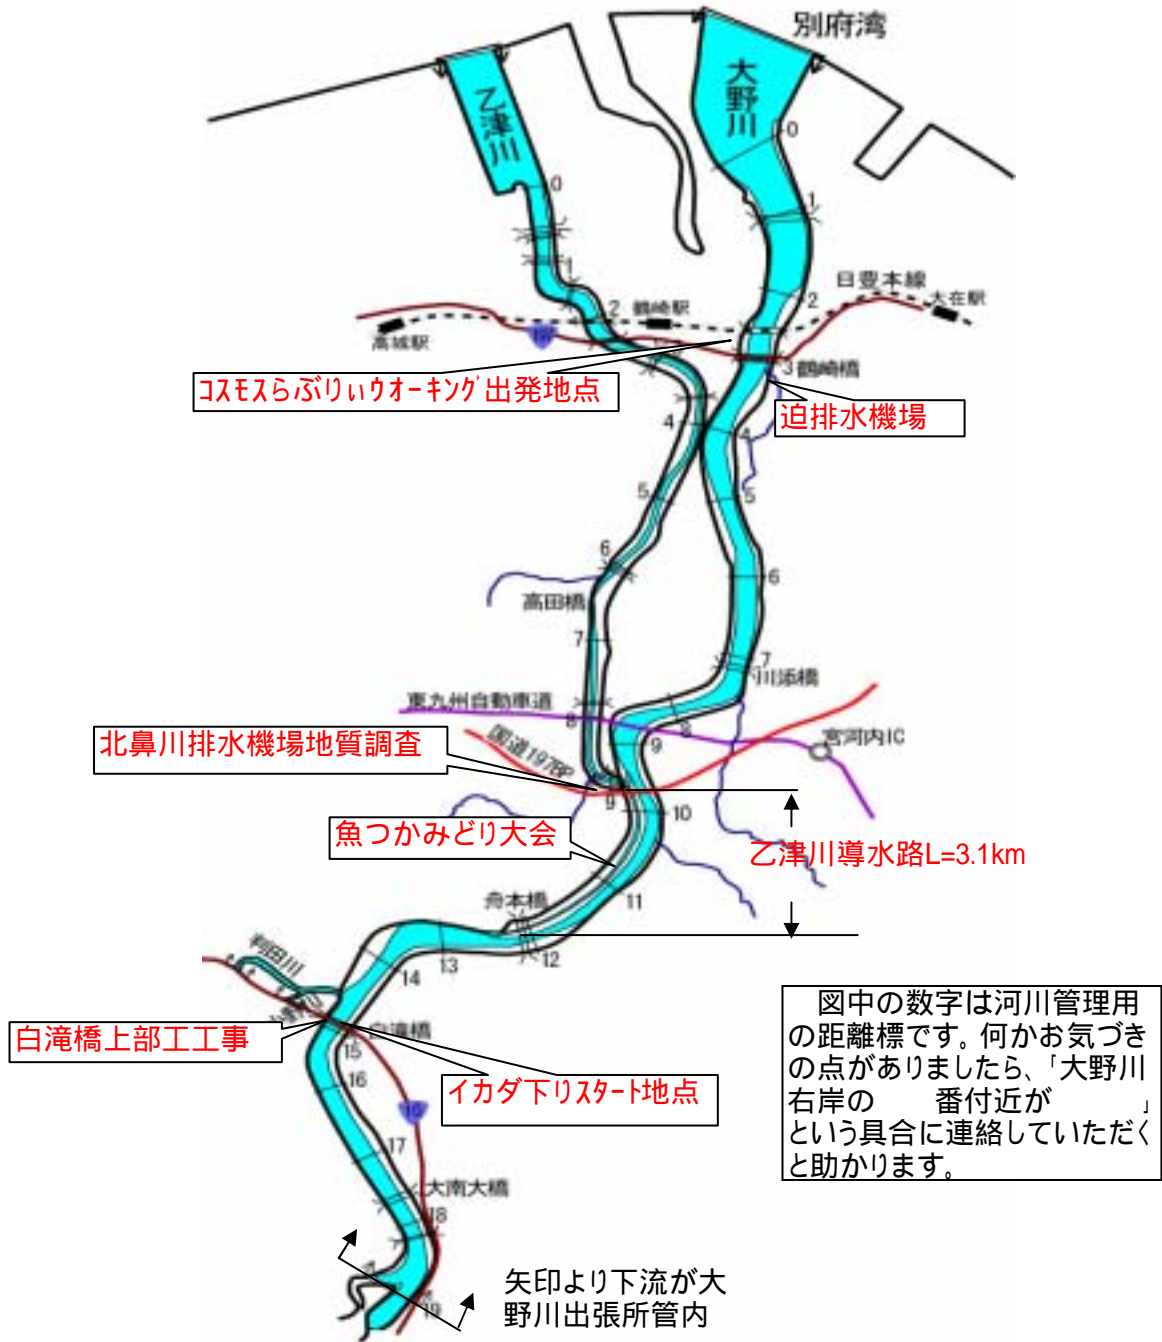 別府湾
大野川
乙津川
0
0
1
1
2
2
日豊本線
大在駅
鶴崎駅
高城駅
3
鶴崎橋
コスモスらぶりぃウオーキング出発地点
迫排水機場
4
4
5
5
6
6
高田橋
7
7
川添橋
東九州自動車道
8
8
国道197BP
9
宮河内IC
北鼻川排水機場地質調査
9
10
魚つかみどり大会
乙津川導水路L=3.1km
11
舟本橋
12
13
14
判田川
白滝橋
15
白滝橋上部工工事
16
イカダ下りスタート地点
10
17
大南大橋
18
19
矢印より下流が大
野川出張所管内
図中の数字は河川管理用
の距離標です。何かお気づき
の点がありましたら、「大野川
右岸の　　番付近が　　　」
という具合に連絡していただく
と助かります。